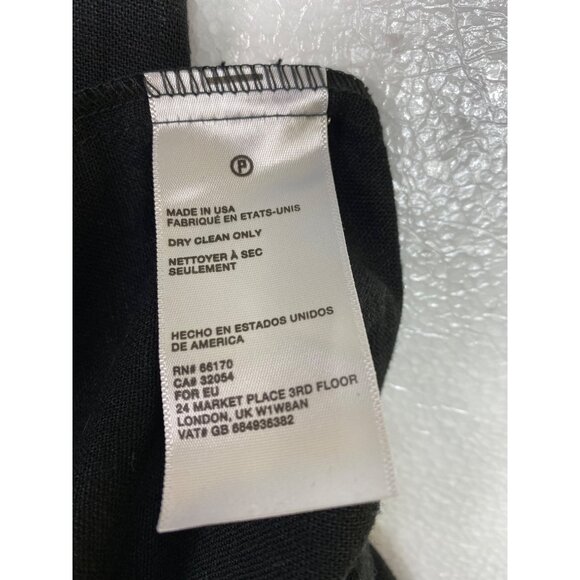 P
MADE IN USA
FABRIQUÉ EN ETATS-UNIS
DRY CLEAN ONLY
NETTOYER À SEC
SEULEMENT
HECHO EN ESTADOS UNIDOS
DE AMERICA
RN# 66170
CA# 32054
FOR EU
24 MARKET PLACE 3RD FLOOR
LONDON, UK W1W8AN
VAT# GB 684936382